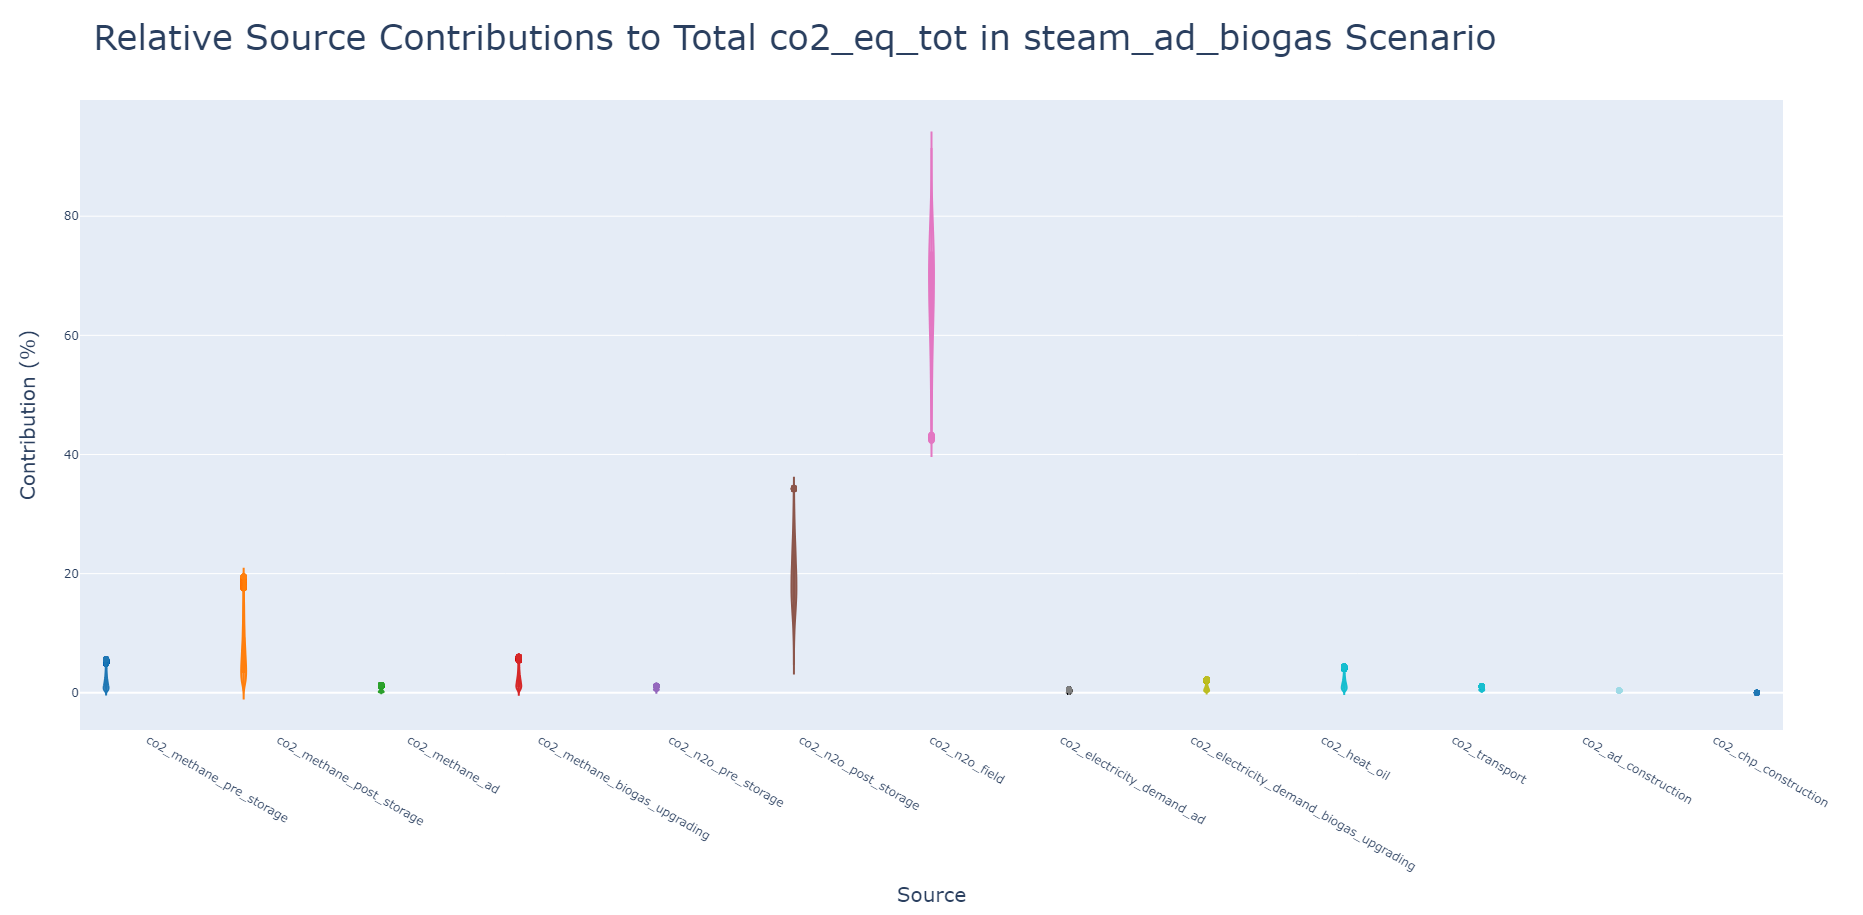 Relative Source Contributions to Total co2_eq_tot in steam_ad_biogas Scenario
Contribution (%)
80
60
40
20
0
co2_methane_pre_storage
co2_methane_post_storage
co2_methane_ad
co2_methane_biogas_upgrading
co2_n2o_pre_storage
co2_n2o_post_storage
co2_n2o_field
co2_electricity_demand_ad
co2_electricity_demand_biogas_upgrading
co2_heat_oil
co2_transport
co2_ad_construction
co2_chp_construction
Source